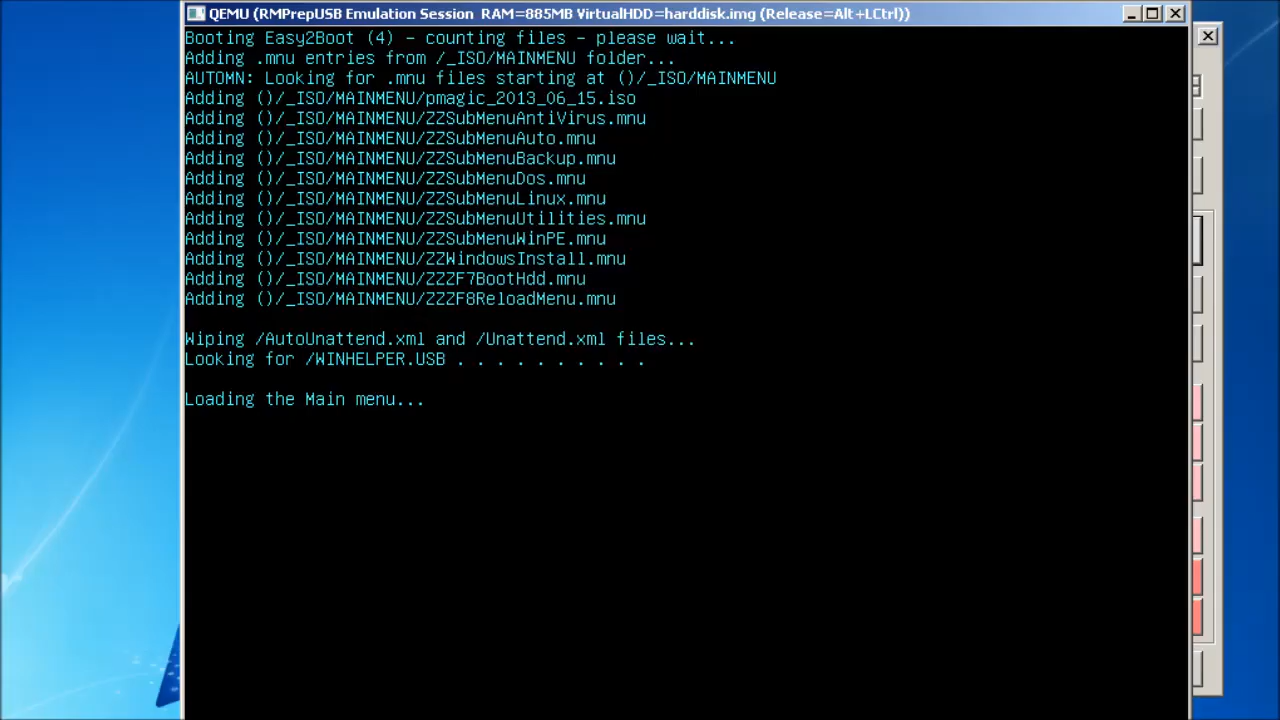 QEMU (RMPrepUSB Emulation Session RAM=885MB VirtualHDD=harddisk.img (Release=Alt+LCtrl))
Booting Easy2Boot (4) - counting files - please wait...
Adding .mnu entries from /_ISO/MAINMENU folder...
AUTOMN: Looking for .mnu files starting at ()/_ISO/MAINMENU
Adding ()/_ISO/MAINMENU/pmagic_2013_06_15.iso
Adding ()/_ISO/MAINMENU/ZZSubMenuAntiVirus.mnu
Adding ()/_ISO/MAINMENU/ZZSubMenuAuto.mnu
Adding ()/_ISO/MAINMENU/ZZSubMenuBackup.mnu
Adding ()/_ISO/MAINMENU/ZZSubMenuDos.mnu
Adding ()/_ISO/MAINMENU/ZZSubMenuLinux.mnu
Adding ()/_ISO/MAINMENU/ZZSubMenuUtilities.mnu
Adding ()/_ISO/MAINMENU/ZZSubMenuWinPE.mnu
Adding ()/_ISO/MAINMENU/ZZWindowsInstall.mnu
Adding ()/_ISO/MAINMENU/ZZZF7BootHdd.mnu
Adding ()/_ISO/MAINMENU/ZZZF8ReloadMenu.mnu
Wiping /AutoUnattend.xml and /Unattend.xml files...
Looking for /WINHELPER.USB . . . . . . . . . .
Loading the Main menu...